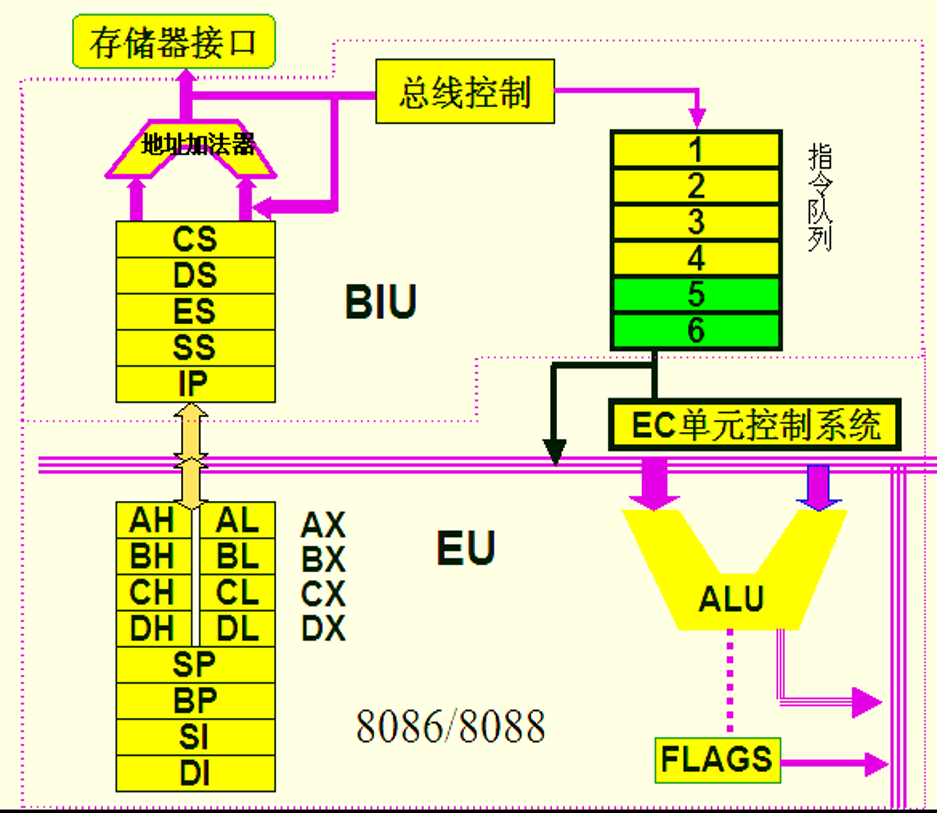 存储器接口
总线控制
地址加法器
1
2
3
4
5
6
指令队列
CS
DS
ES
SS
IP
BIU
EC单元控制系统
AH AL AX
BH BL BX
CH CL CX
DH DL DX
SP
BP
SI
DI
EU
ALU
8086/8088
FLAGS